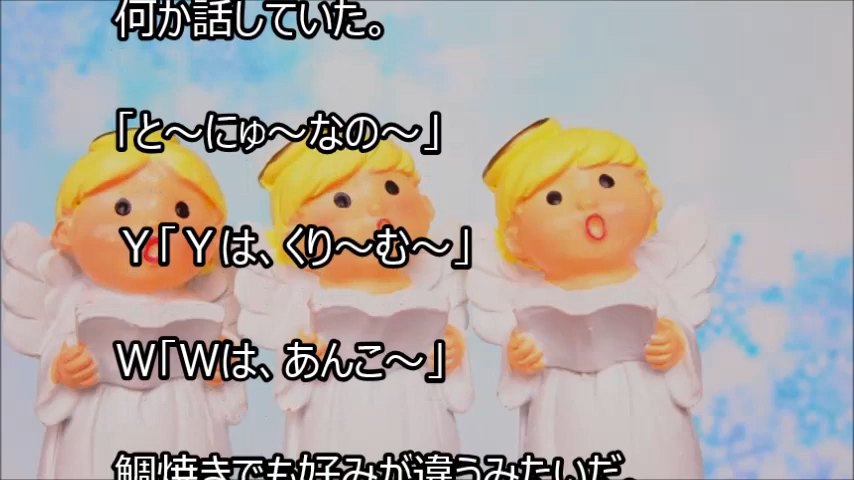 何か話していた。
「と～にゅ～なの～」
Y「Yは、くり～む～」
W「Wは、あんこ～」
鯛焼きでも好みが違うみたいだ。